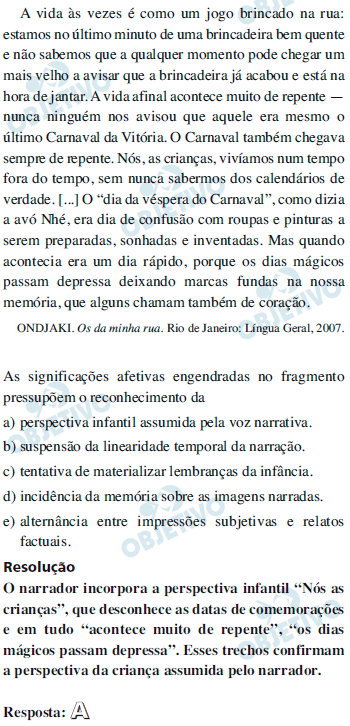 A vida às vezes é como um jogo brincado na rua:
estamos no último minuto de uma brincadeira bem quente
e não sabemos que a qualquer momento pode chegar um
mais velho a avisar que a brincadeira já acabou e está na
hora de jantar. A vida afinal acontece muito de repente —
nunca ninguém nos avisou que aquele era mesmo o
último Carnaval da Vitória. O Carnaval também chegava
sempre de repente. Nós, as crianças, vivíamos num tempo
fora do tempo, sem nunca sabermos dos calendários de
verdade. [...] O “dia da véspera do Carnaval”, como dizia
a avó Nhé, era dia de confusão com roupas e pinturas a
serem preparadas, sonhadas e inventadas. Mas quando
acontecia era um dia rápido, porque os dias mágicos
passam depressa deixando marcas fundas na nossa
memória, que alguns chamam também de coração.
ONDJAKI. Os da minha rua. Rio de Janeiro: Língua Geral, 2007.
As significações afetivas engendradas no fragmento
pressupõem o reconhecimento da
a) perspectiva infantil assumida pela voz narrativa.
b) suspensão da linearidade temporal da narração.
c) tentativa de materializar lembranças da infância.
d) incidência da memória sobre as imagens narradas.
e) alternância entre impressões subjetivas e relatos
factuais.
Resolução
O narrador incorpora a perspectiva infantil “Nós as
crianças”, que desconhece as datas de comemorações
e em tudo “acontece muito de repente”, “os dias
mágicos passam depressa”. Esses trechos confirmam
a perspectiva da criança assumida pelo narrador.
Resposta: A